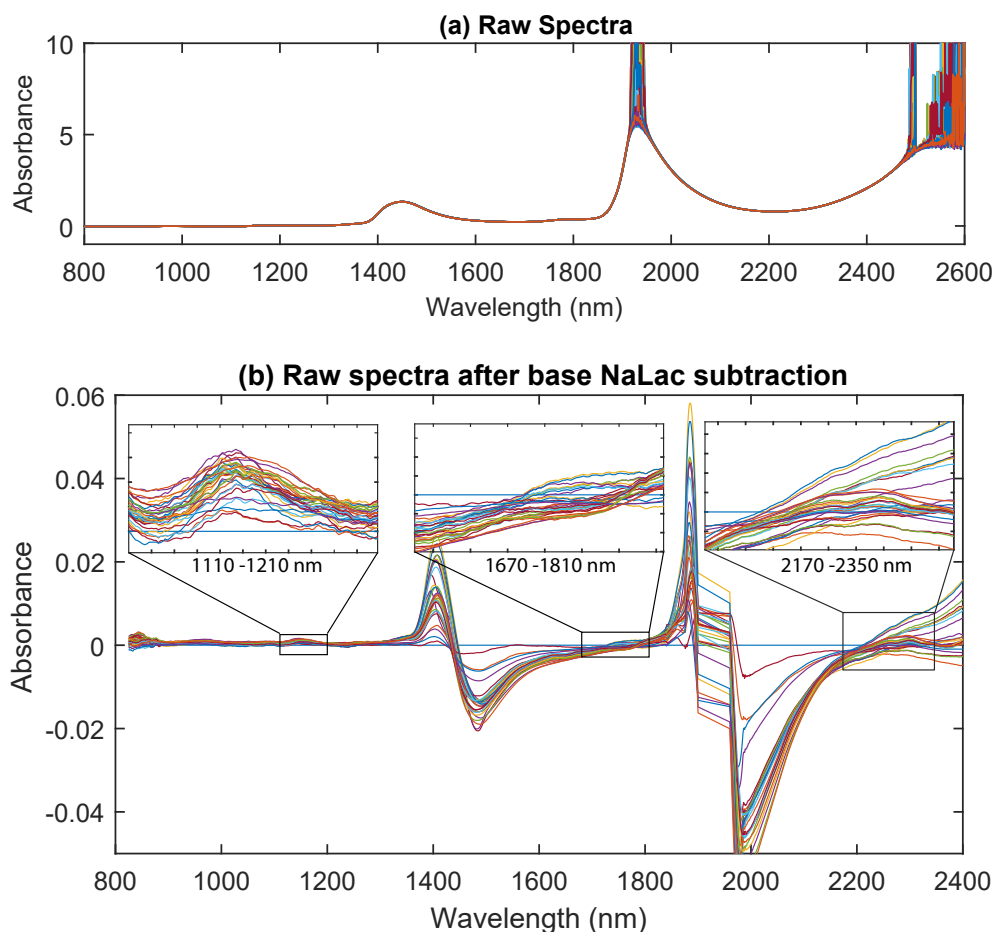 (a) Raw Spectra
10
5
0
Absorbance
800 1000 1200 1400 1600 1800 2000 2200 2400 2600
Wavelength (nm)
(b) Raw spectra after base NaLac subtraction
0.06
0.04
0.02
0
-0.02
-0.04
Absorbance
1110 -1210 nm
1670 -1810 nm
2170 -2350 nm
800 1000 1200 1400 1600 1800 2000 2200 2400
Wavelength (nm)